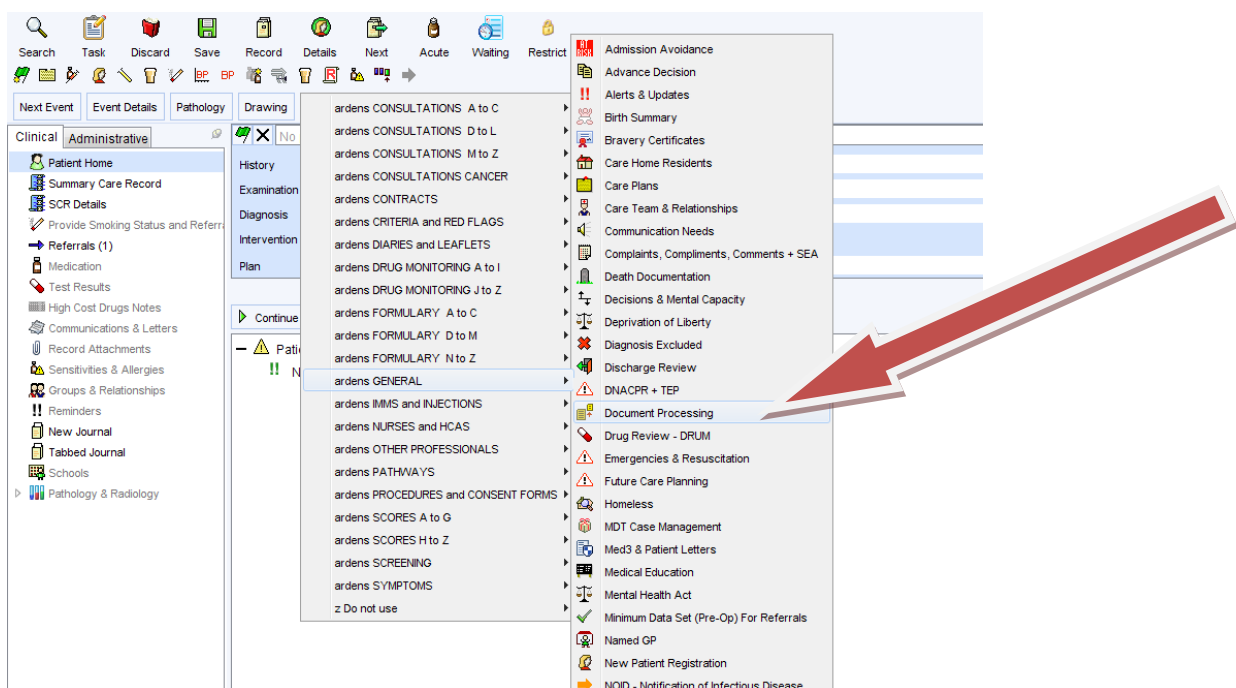 Search Task Discard Save Record Details Next Acute Waiting Restrict
BP BP R
Next Event Event Details Pathology Drawing
Clinical Administrative
Patient Home
Summary Care Record
SCR Details
Provide Smoking Status and Referr
Referrals (1)
Medication
Test Results
High Cost Drugs Notes
Communications & Letters
Record Attachments
Sensitivities & Allergies
Groups & Relationships
Reminders
New Journal
Tabbed Journal
Schools
Pathology & Radiology
No
History
Examination
Diagnosis
Intervention
Plan
Continue
Pati
N
ardens CONSULTATIONS A to C
ardens CONSULTATIONS D to L
ardens CONSULTATIONS M to Z
ardens CONSULTATIONS CANCER
ardens CONTRACTS
ardens CRITERIA and RED FLAGS
ardens DIARIES and LEAFLETS
ardens DRUG MONITORING A to I
ardens DRUG MONITORING J to Z
ardens FORMULARY A to C
ardens FORMULARY D to M
ardens FORMULARY N to Z
ardens GENERAL
ardens IMMS and INJECTIONS
ardens NURSES and HCAS
ardens OTHER PROFESSIONALS
ardens PATHWAYS
ardens PROCEDURES and CONSENT FORMS
ardens SCORES A to G
ardens SCORES H to Z
ardens SCREENING
ardens SYMPTOMS
z Do not use
Admission Avoidance
Advance Decision
Alerts & Updates
Birth Summary
Bravery Certificates
Care Home Residents
Care Plans
Care Team & Relationships
Communication Needs
Complaints, Compliments, Comments + SEA
Death Documentation
Decisions & Mental Capacity
Deprivation of Liberty
Diagnosis Excluded
Discharge Review
DNACPR + TEP
Document Processing
Drug Review - DRUM
Emergencies & Resuscitation
Future Care Planning
Homeless
MDT Case Management
Med3 & Patient Letters
Medical Education
Mental Health Act
Minimum Data Set (Pre-Op) For Referrals
Named GP
New Patient Registration
NOID - Notification of Infectious Disease